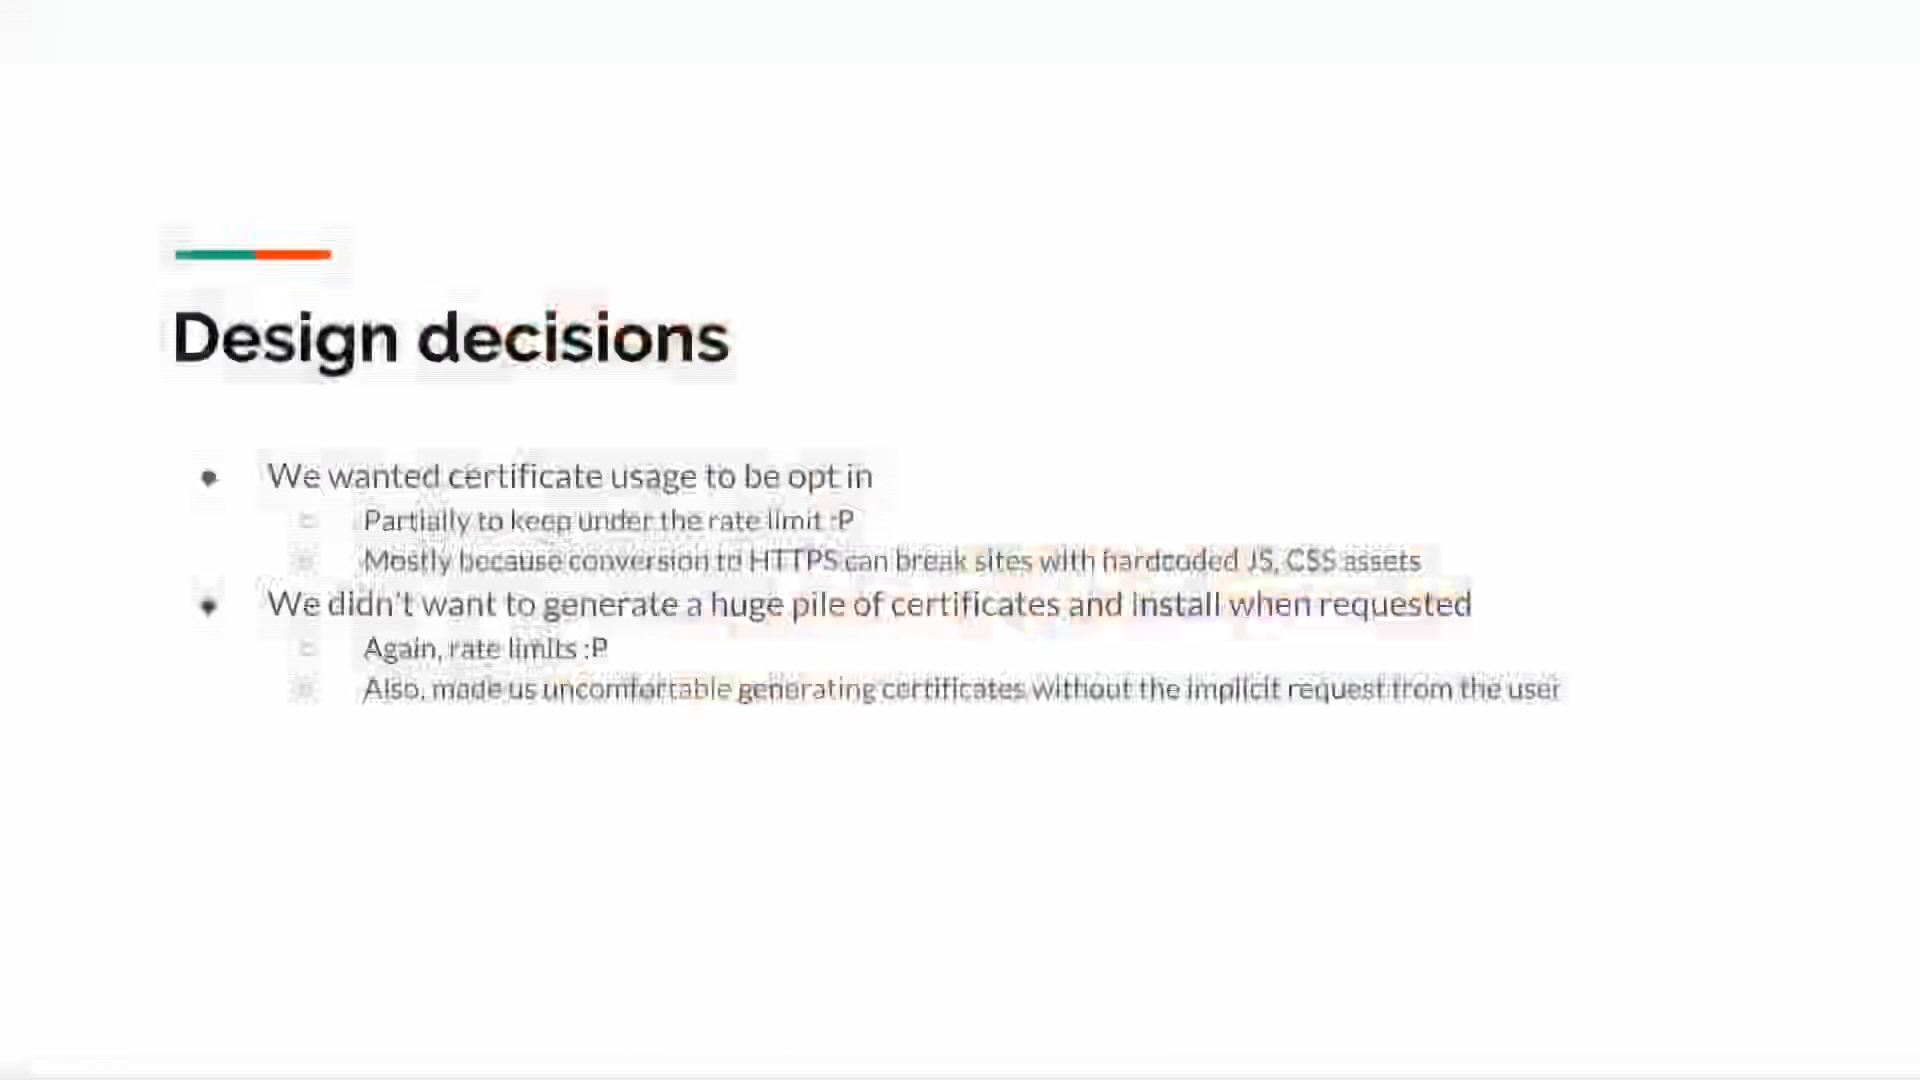 Design decisions
We wanted certificate usage to be opt in
Partially to keep under the rate limit :P
Mostly because conversion to HTTPS can break sites with hardcoded JS, CSS assets
We didn't want to generate a huge pile of certificates and install when requested
Again, rate limits :P
Also, made us uncomfortable generating certificates without the implicit request from the user